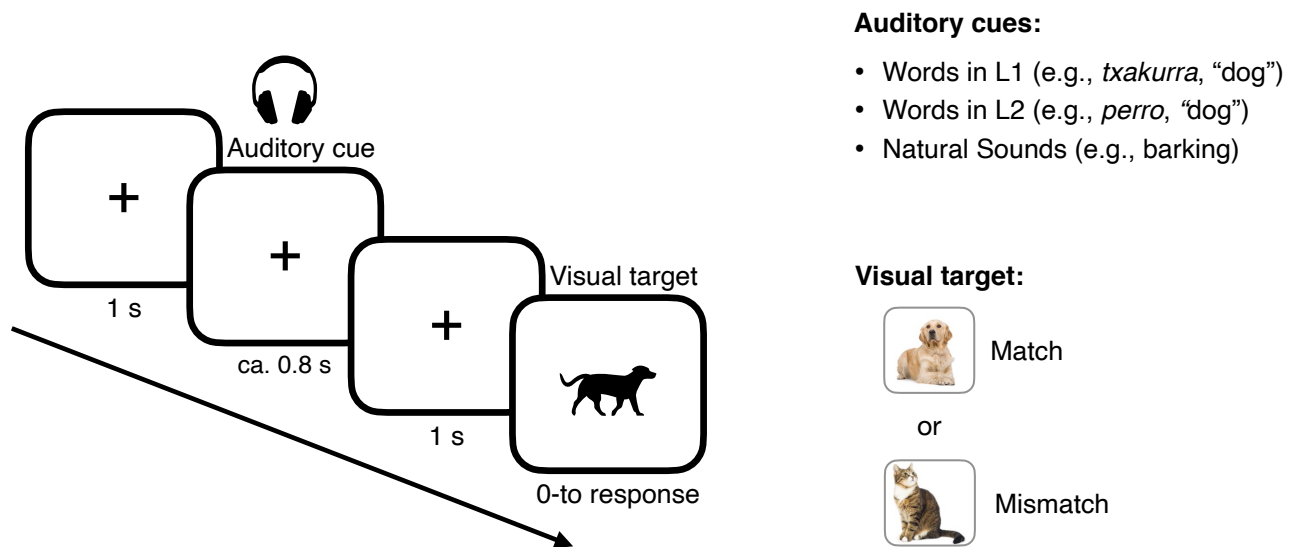 Auditory cue
1 s
ca. 0.8 s
Visual target
1 s
0-to response
Auditory cues:
• Words in L1 (e.g., txakurra, “dog”)
• Words in L2 (e.g., perro, “dog”)
• Natural Sounds (e.g., barking)
Visual target:
Match
or
Mismatch